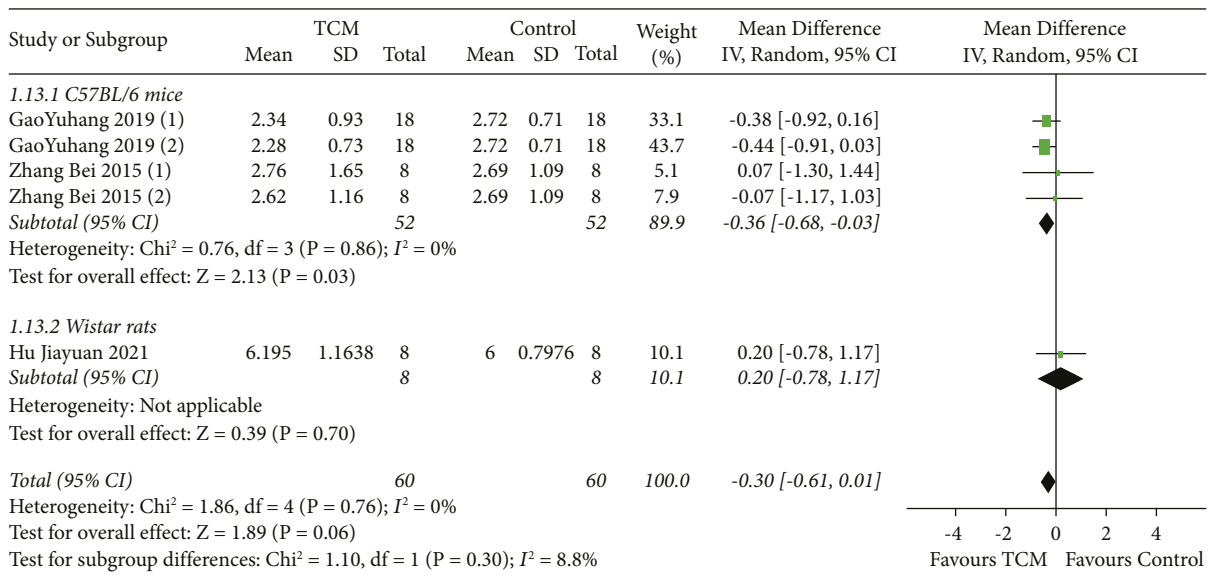 Study or Subgroup TCM Control Weight (%) Mean Difference IV, Random, 95% CI Mean Difference IV, Random, 95% CI
Mean SD Total Mean SD Total
1.13.1 C57BL/6 mice
GaoYuhang 2019 (1) 2.34 0.93 18 2.72 0.71 18 33.1 -0.38 [-0.92, 0.16]
GaoYuhang 2019 (2) 2.28 0.73 18 2.72 0.71 18 43.7 -0.44 [-0.91, 0.03]
Zhang Bei 2015 (1) 2.76 1.65 8 2.69 1.09 8 5.1 0.07 [-1.30, 1.44]
Zhang Bei 2015 (2) 2.62 1.16 8 2.69 1.09 8 7.9 -0.07 [-1.17, 1.03]
Subtotal (95% CI) 52 52 89.9 -0.36 [-0.68, -0.03]
Heterogeneity: Chi² = 0.76, df = 3 (P = 0.86); I² = 0%
Test for overall effect: Z = 2.13 (P = 0.03)
1.13.2 Wistar rats
Hu Jiayuan 2021 6.195 1.1638 8 6 0.7976 8 10.1 0.20 [-0.78, 1.17]
Subtotal (95% CI) 8 8 10.1 0.20 [-0.78, 1.17]
Heterogeneity: Not applicable
Test for overall effect: Z = 0.39 (P = 0.70)
Total (95% CI) 60 60 100.0 -0.30 [-0.61, 0.01]
Heterogeneity: Chi² = 1.86, df = 4 (P = 0.76); I² = 0%
Test for overall effect: Z = 1.89 (P = 0.06)
Test for subgroup differences: Chi² = 1.10, df = 1 (P = 0.30); I² = 8.8%
-4 -2 0 2 4
Favours TCM Favours Control